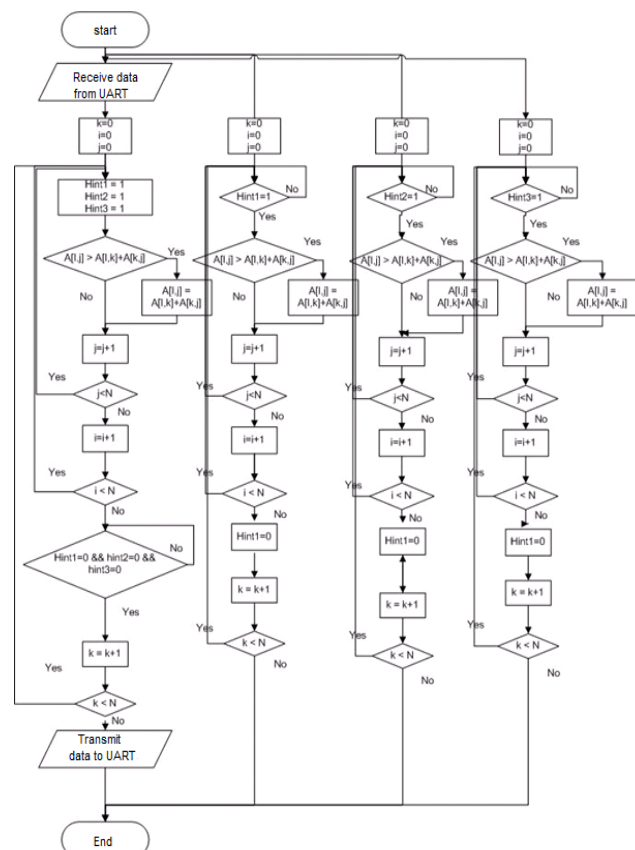 start
Receive data
from UART
k=0
i=0
j=0
Hint1 = 1
Hint2 = 1
Hint3 = 1
A[I,j] > A[I,k]+A[k,j]
Yes
No
A[I,j] =
A[I,k]+A[k,j]
j=j+1
Yes
j<N
No
i=i+1
Yes
i < N
No
Hint1=0 && hint2=0 &&
hint3=0
No
Yes
k = k+1
Yes
k < N
No
Transmit
data to UART
End
k=0
i=0
j=0
Hint1=1
No
Yes
A[I,j] > A[I,k]+A[k,j]
Yes
No
A[I,j] =
A[I,k]+A[k,j]
j=j+1
Yes
j<N
No
i=i+1
Yes
i < N
No
Hint1=0
k = k+1
Yes
k < N
No
k=0
i=0
j=0
Hint2=1
No
Yes
A[I,j] > A[I,k]+A[k,j]
Yes
No
A[I,j] =
A[I,k]+A[k,j]
j=j+1
Yes
j<N
No
i=i+1
Yes
i < N
No
Hint1=0
k = k+1
Yes
k < N
No
k=0
i=0
j=0
Hint3=1
No
Yes
A[I,j] > A[I,k]+A[k,j]
Yes
No
A[I,j] =
A[I,k]+A[k,j]
j=j+1
Yes
j<N
No
i=i+1
Yes
i < N
No
Hint1=0
k = k+1
Yes
k < N
No